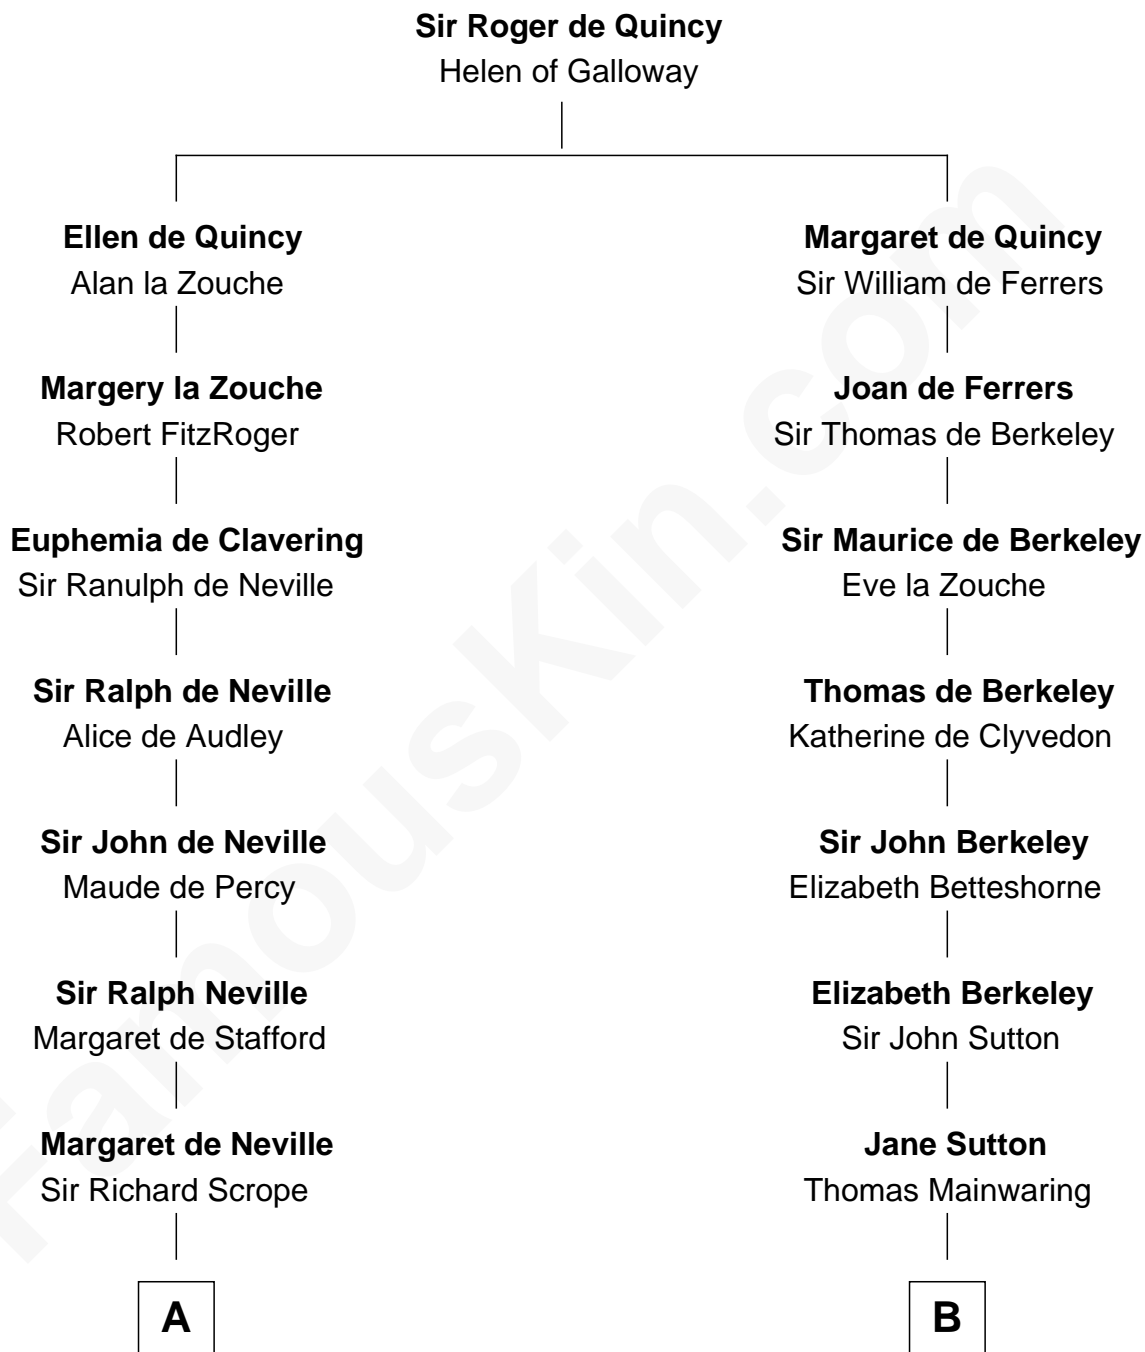 Sir Roger de Quincy
Helen of Galloway
Ellen de Quincy
Alan la Zouche
Margaret de Quincy
Sir William de Ferrers
Margery la Zouche
Robert FitzRoger
Joan de Ferrers
Sir Thomas de Berkeley
Euphemia de Clavering
Sir Ranulph de Neville
Sir Maurice de Berkeley
Eve la Zouche
Sir Ralph de Neville
Alice de Audley
Thomas de Berkeley
Katherine de Clyvedon
Sir John de Neville
Maude de Percy
Sir John Berkeley
Elizabeth Betteshorne
Sir Ralph Neville
Margaret de Stafford
Elizabeth Berkeley
Sir John Sutton
Margaret de Neville
Sir Richard Scrope
Jane Sutton
Thomas Mainwaring
A
B
FamousKin.com